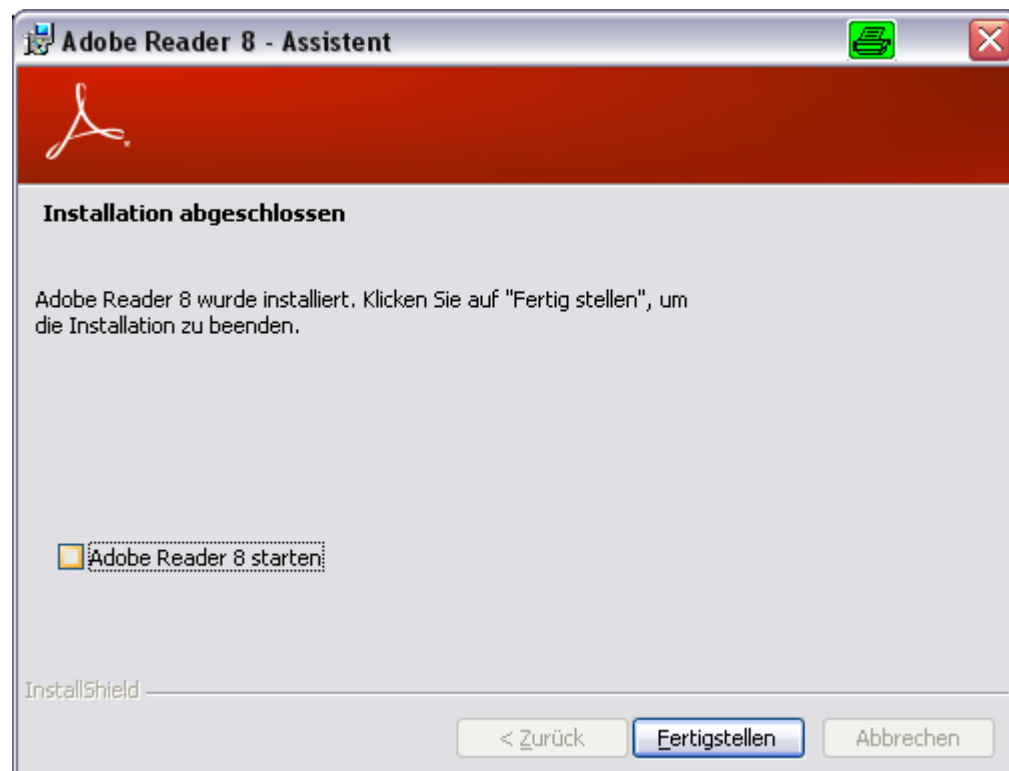 Adobe Reader 8 - Assistent
Installation abgeschlossen
Adobe Reader 8 wurde installiert. Klicken Sie auf "Fertig stellen", um
die Installation zu beenden.
Adobe Reader 8 starten
InstallShield
< Zurück Fertigstellen Abbrechen